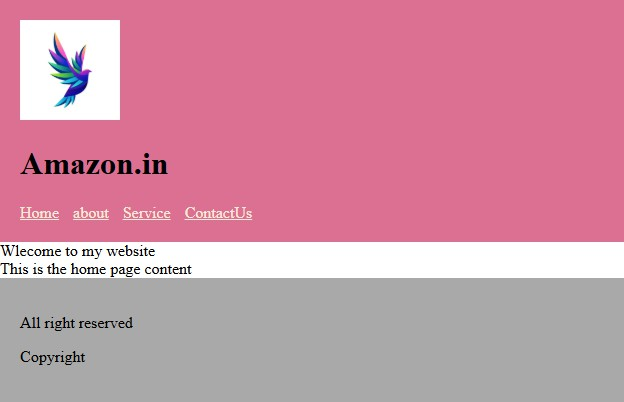 Amazon.in
Home about Service ContactUs
Wlecome to my website
This is the home page content
All right reserved
Copyright